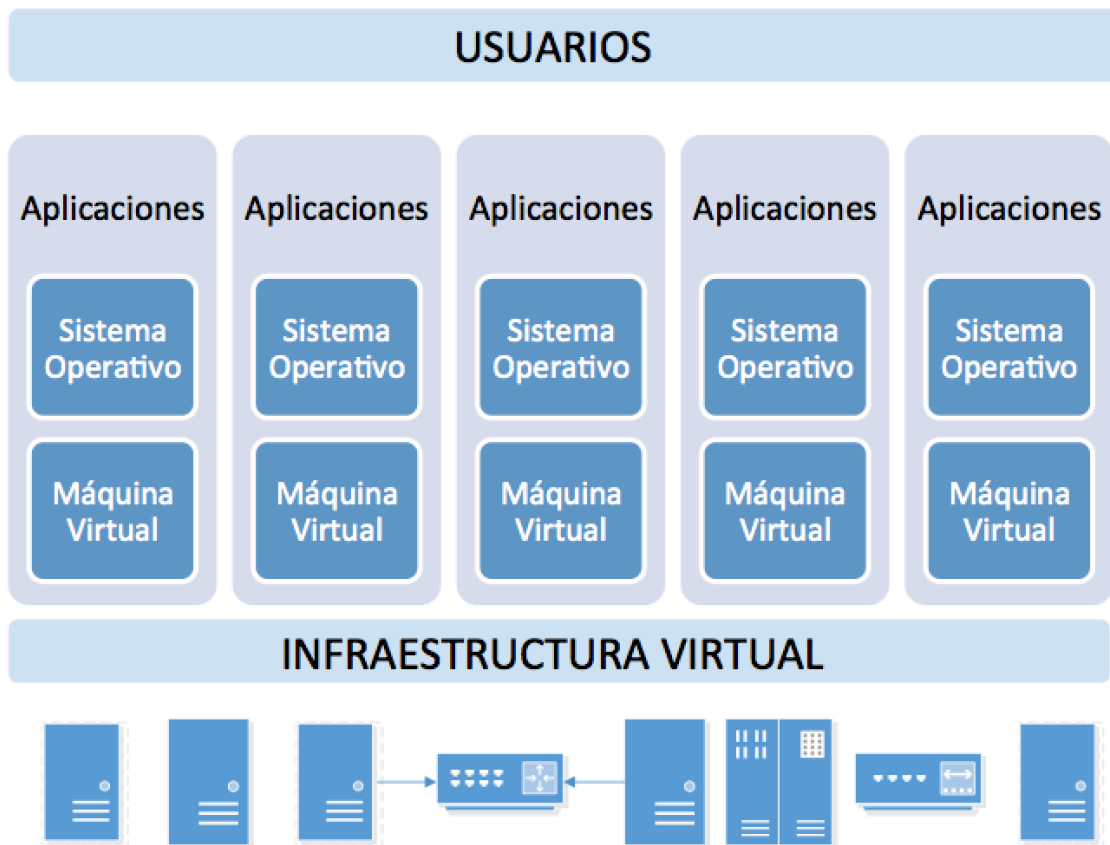 USUARIOS
Aplicaciones Aplicaciones Aplicaciones Aplicaciones Aplicaciones
Sistema Sistema Sistema Sistema Sistema
Operativo Operativo Operativo Operativo Operativo
Máquina Máquina Máquina Máquina Máquina
Virtual Virtual Virtual Virtual Virtual
INFRAESTRUCTURA VIRTUAL